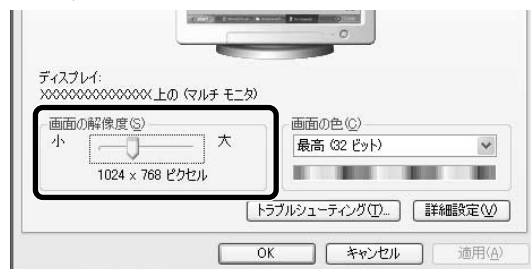 ディスプレイ:
XXXXXXXXXXXXXX上の (マルチ モニタ)
画面の解像度(S)
小 大
1024 x 768 ピクセル
画面の色(C)
最高 (32 ビット)
トラブルシューティング(T)... 詳細設定(V)
OK キャンセル 適用(A)